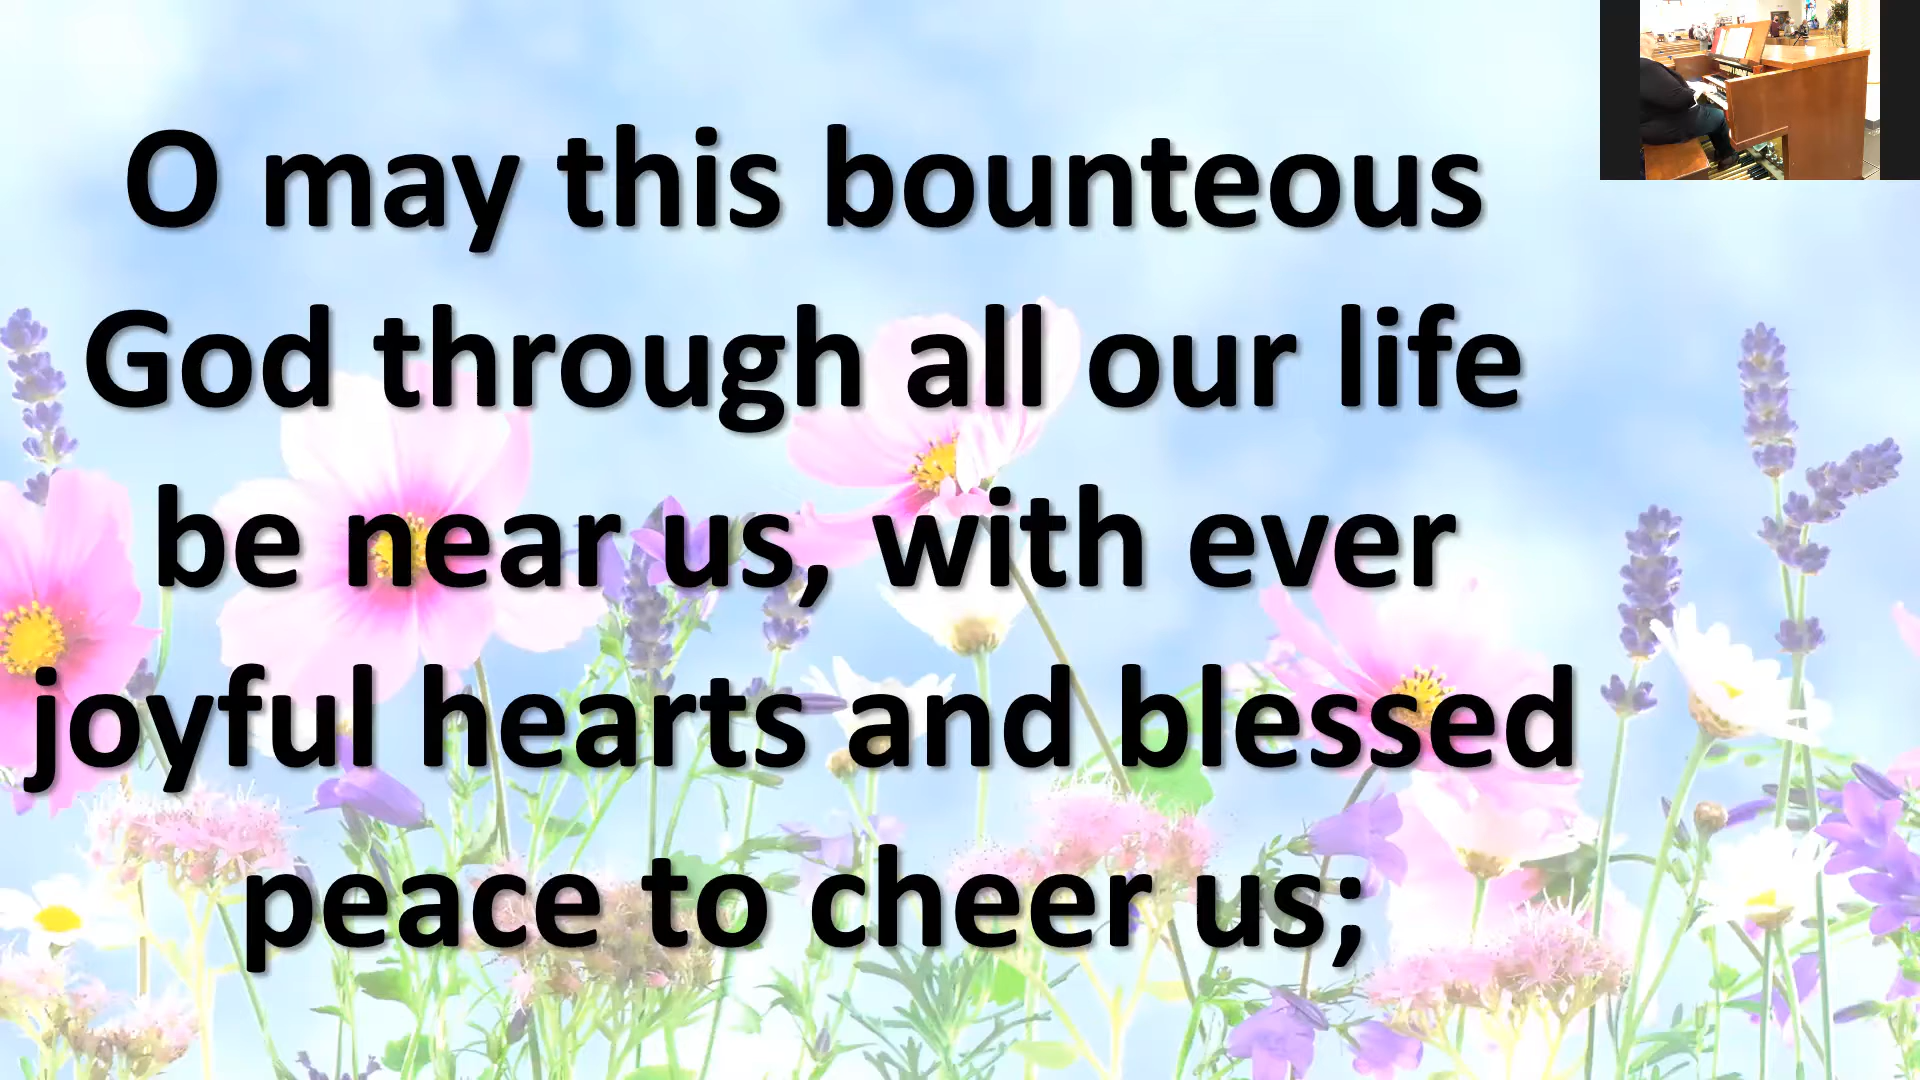 O may this bounteous
God through all our life
be near us, with ever
joyful hearts and blessed
peace to cheer us;